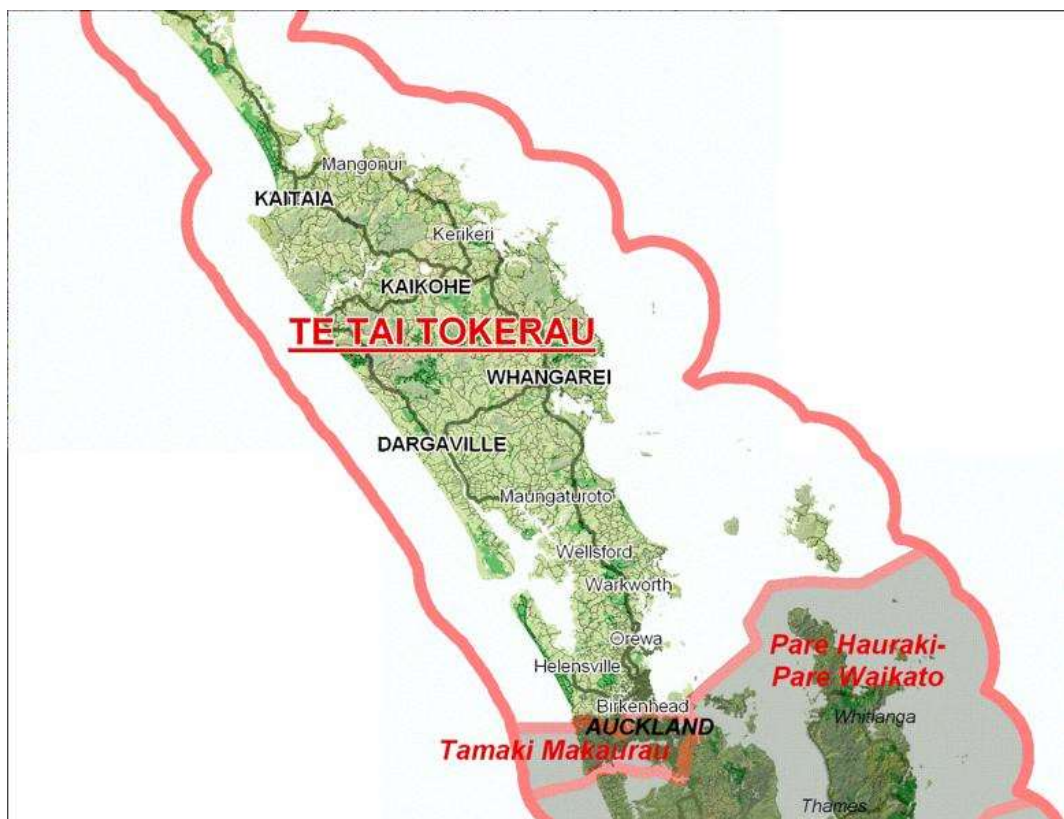 Mangonui
KAITAIA
Kerikeri
KAIKOHE
TE TAI TOKERAU
WHANGAREI
DARGAVILLE
Maungaturoto
Wellsford
Warkworth
Orewa
Pare Hauraki-
Pare Waikato
Helensville
Birkenhead
Whitianga
AUCKLAND
Tamaki Makaurau
Thames